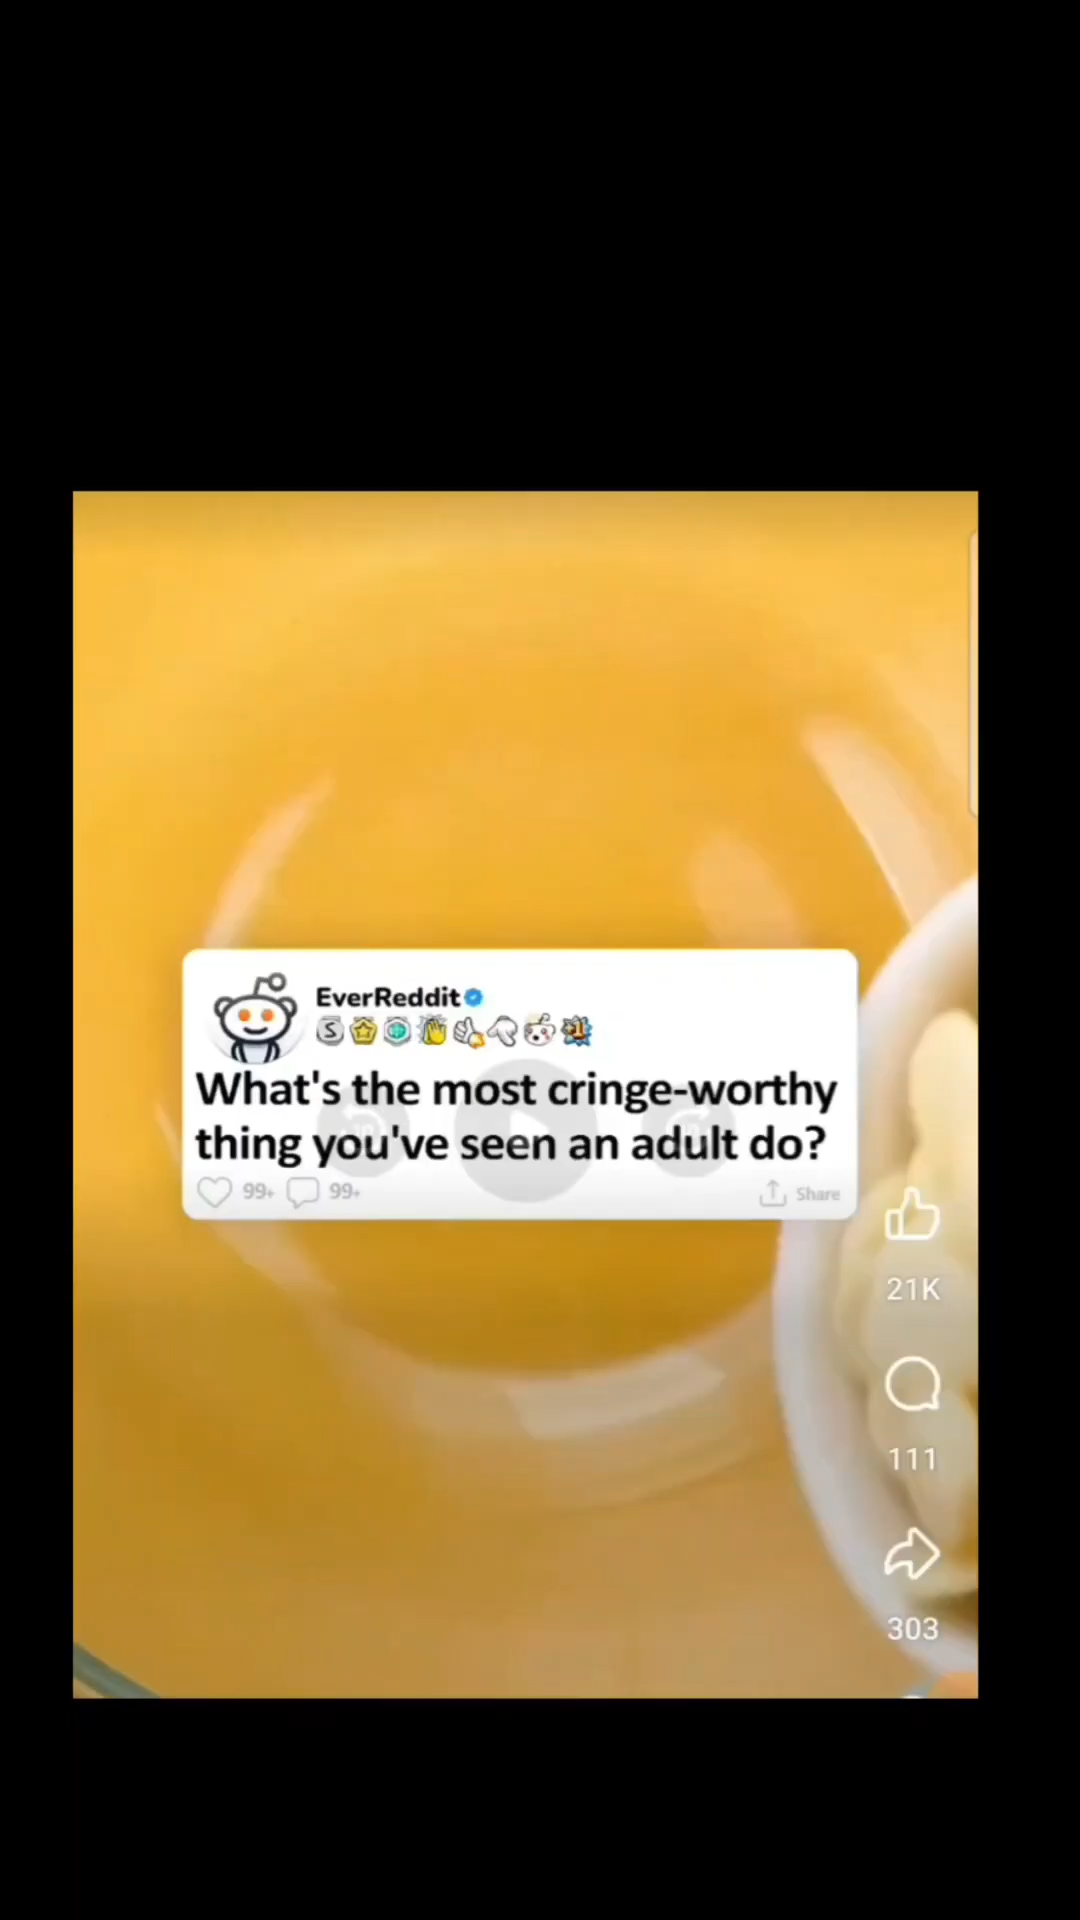 EverReddit
What's the most cringe-worthy
thing you've seen an adult do?
99+ 99+ Share
21K
111
303